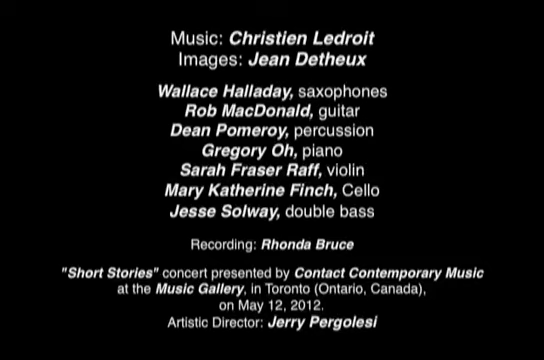 Music: Christien Ledroit
Images: Jean Detheux
Wallace Halladay, saxophones
Rob MacDonald, guitar
Dean Pomeroy, percussion
Gregory Oh, piano
Sarah Fraser Raff, violin
Mary Katherine Finch, Cello
Jesse Solway, double bass
Recording: Rhonda Bruce
"Short Stories" concert presented by Contact Contemporary Music
at the Music Gallery, in Toronto (Ontario, Canada),
on May 12, 2012.
Artistic Director: Jerry Pergolesi